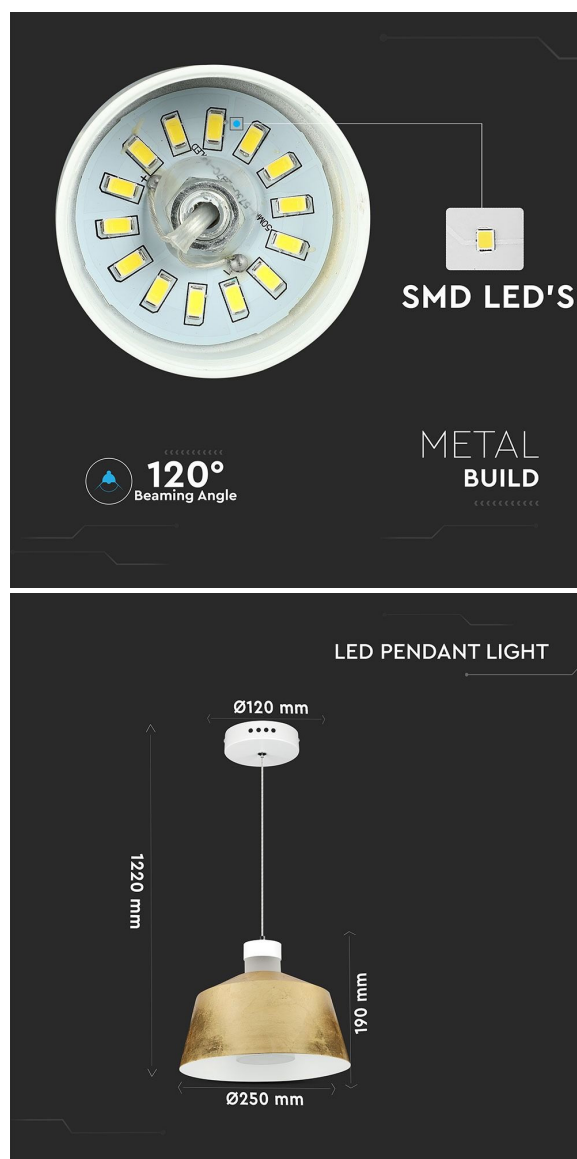 SMD LED'S
METAL
BUILD
120°
Beaming Angle
LED PENDANT LIGHT
Ø120 mm
1220 mm
190 mm
Ø250 mm